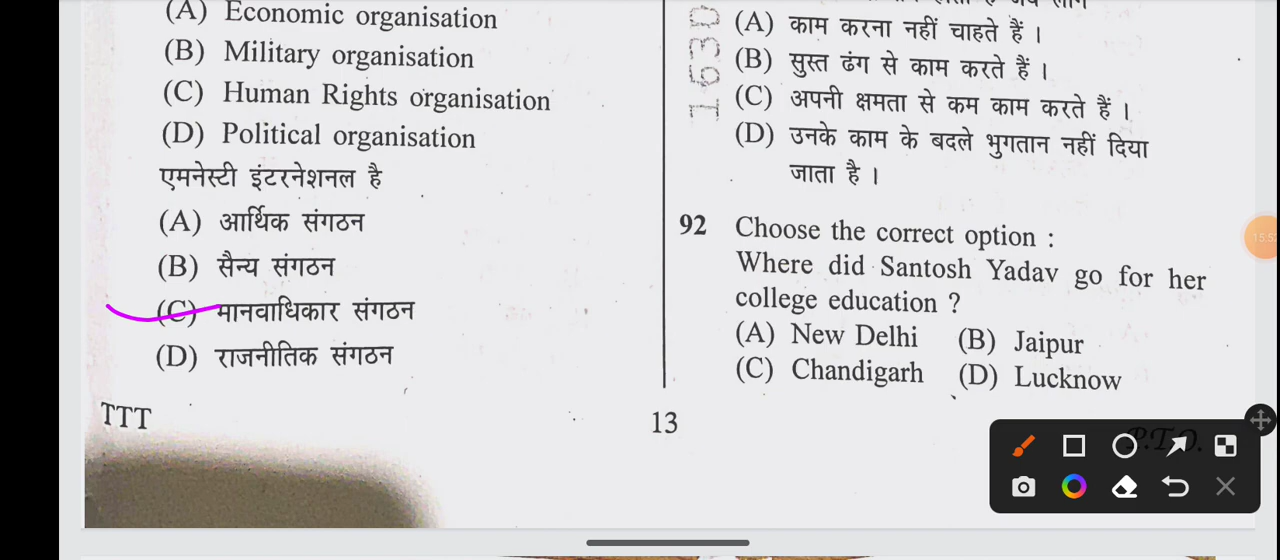 (A) Economic organisation
(B) Military organisation
(C) Human Rights organisation
(D) Political organisation
एमनेस्टी इंटरनेशनल है
(A) आर्थिक संगठन
(B) सैन्य संगठन
(C) मानवाधिकार संगठन
(D) राजनीतिक संगठन
TTT
1630
(A) काम करना नहीं चाहते हैं ।
(B) सुस्त ढंग से काम करते हैं ।
(C) अपनी क्षमता से कम काम करते हैं ।
(D) उनके काम के बदले भुगतान नहीं दिया
जाता है ।
92 Choose the correct option :
Where did Santosh Yadav go for her
college education ?
(A) New Delhi (B) Jaipur
(C) Chandigarh (D) Lucknow
13
P.T.O.